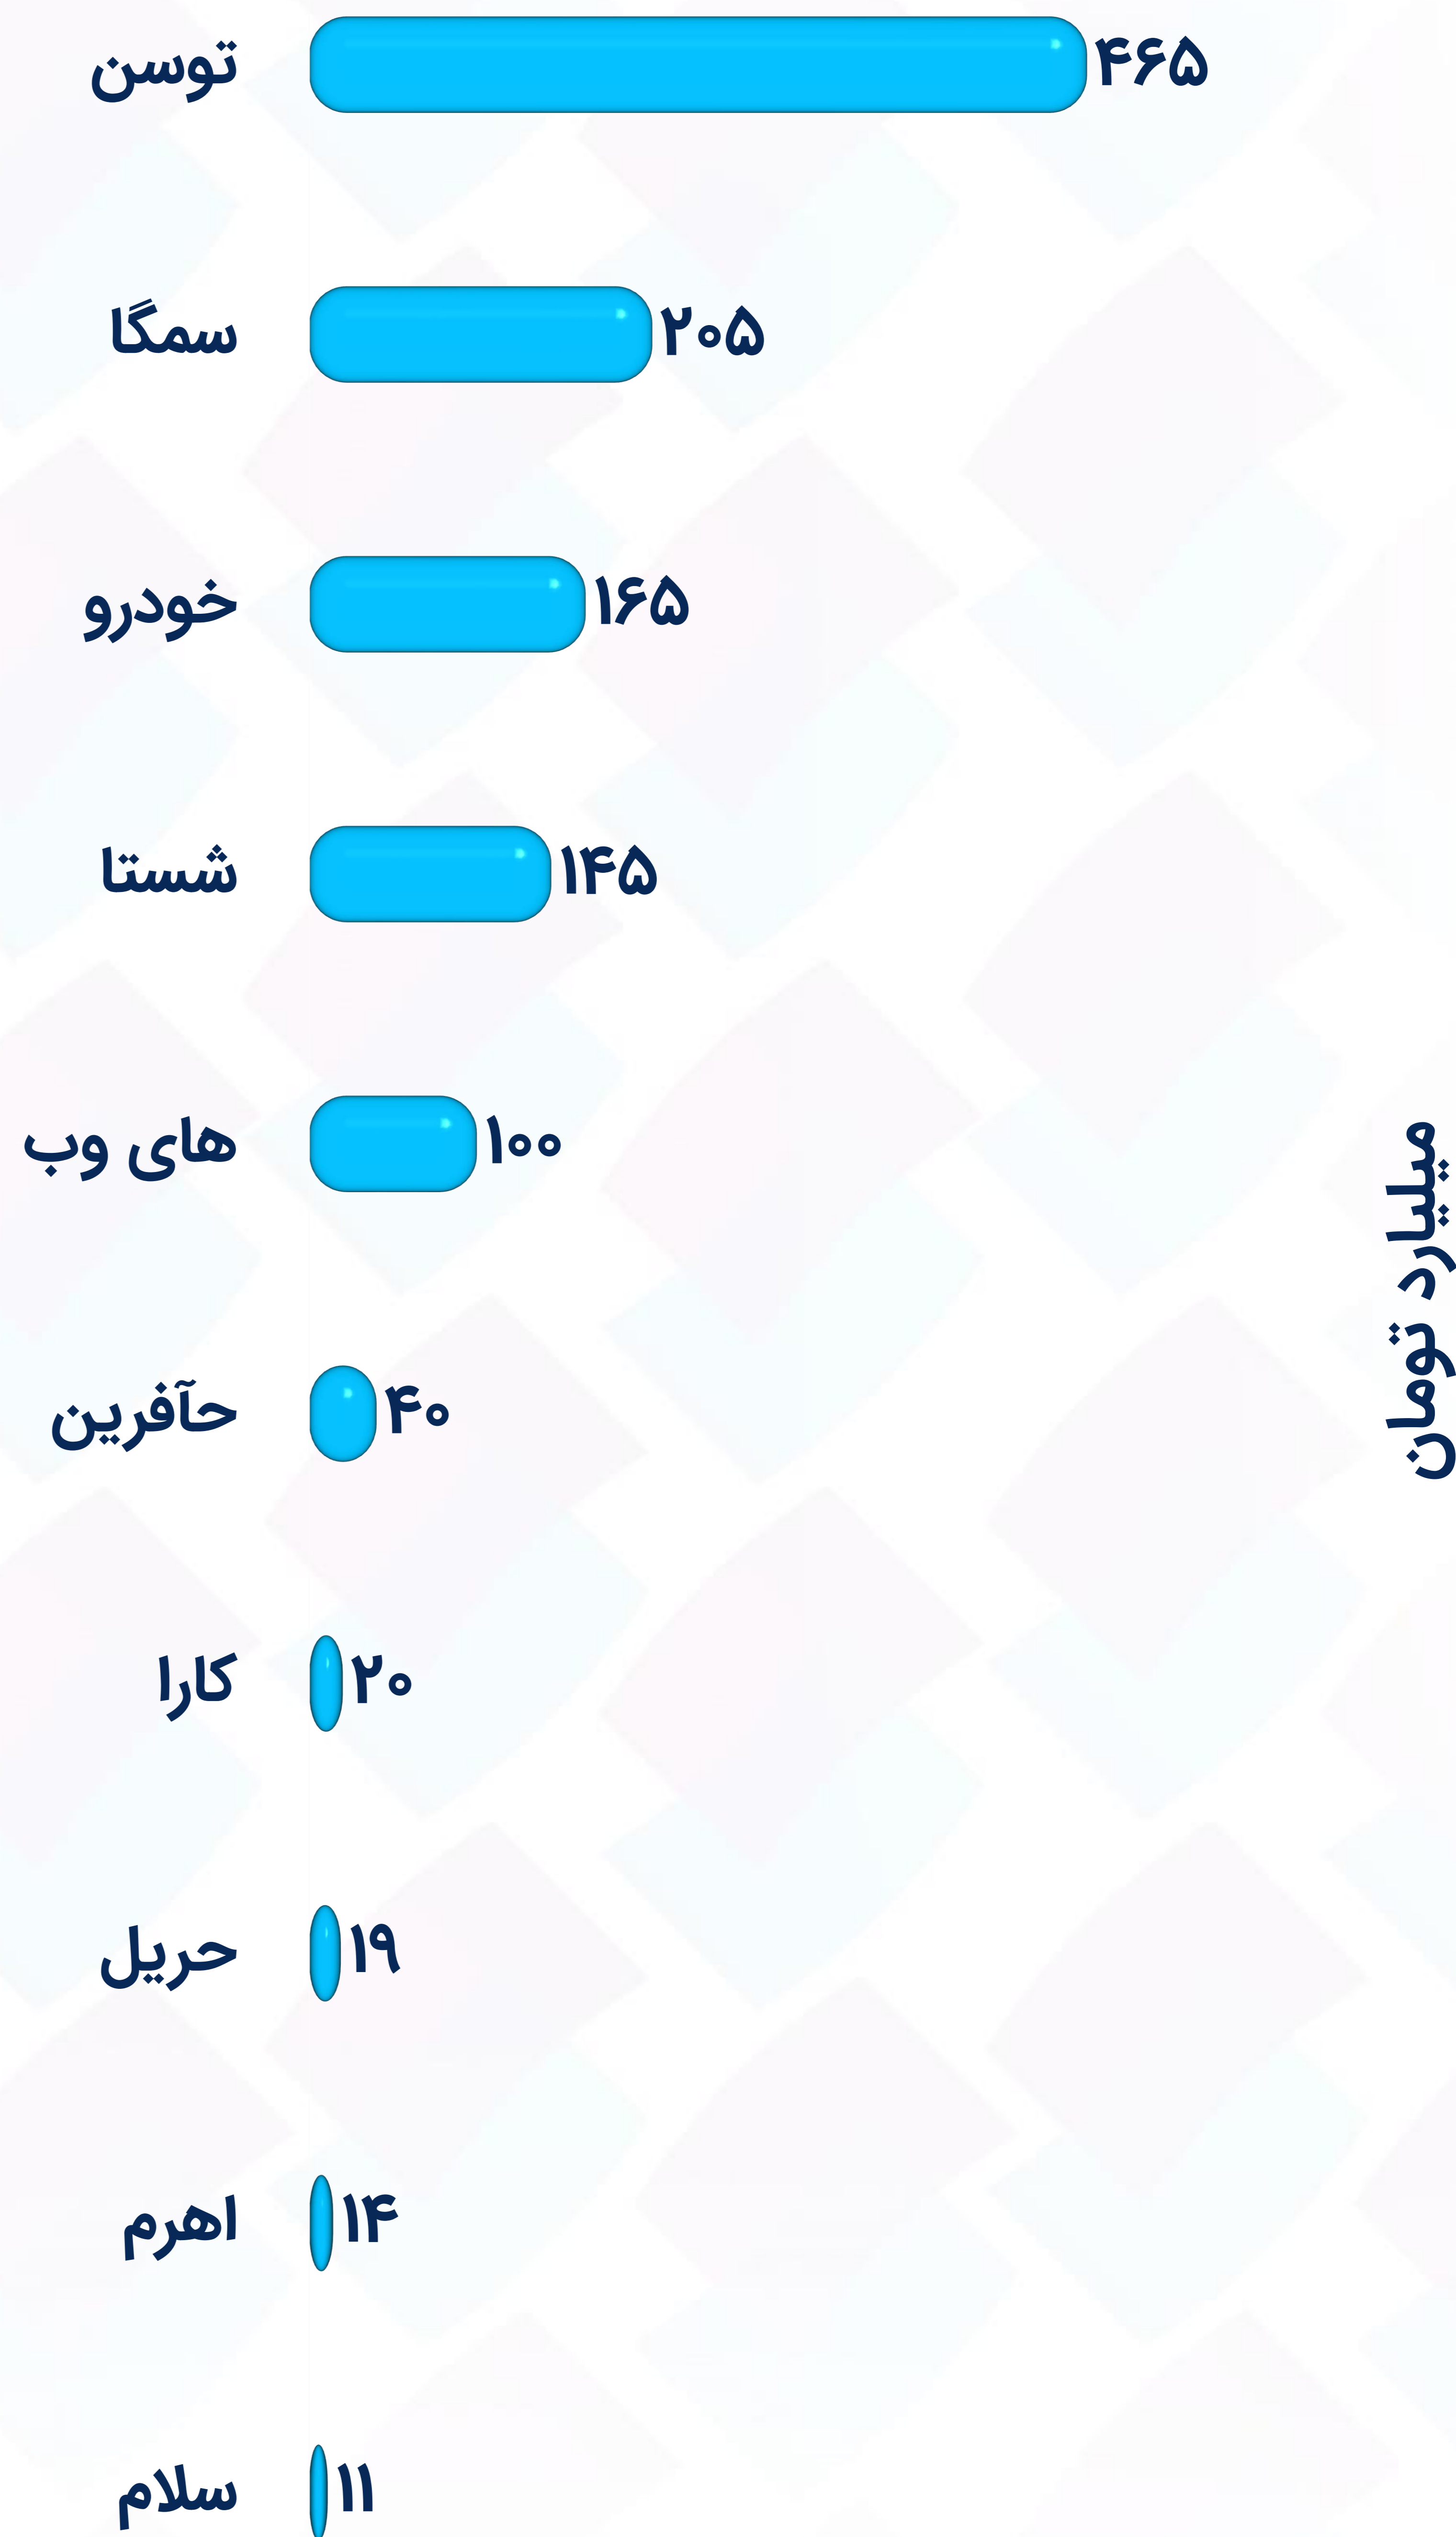 توسن ۴۶۵
سمگا ۲۰۵
خودرو ۱۶۵
شستا ۱۴۵
های وب ۱۰۰
حآفرین ۴۰
کارا ۲۰
حریل ۱۹
اهرم ۱۴
سلام ۱۱
میلیارد تومان